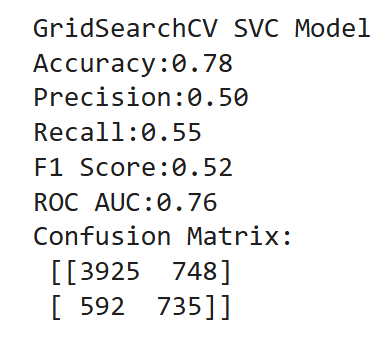 GridSearchCV SVC Model
Accuracy:0.78
Precision:0.50
Recall:0.55
F1 Score:0.52
ROC AUC:0.76
Confusion Matrix:
[[3925 748]
[ 592 735]]